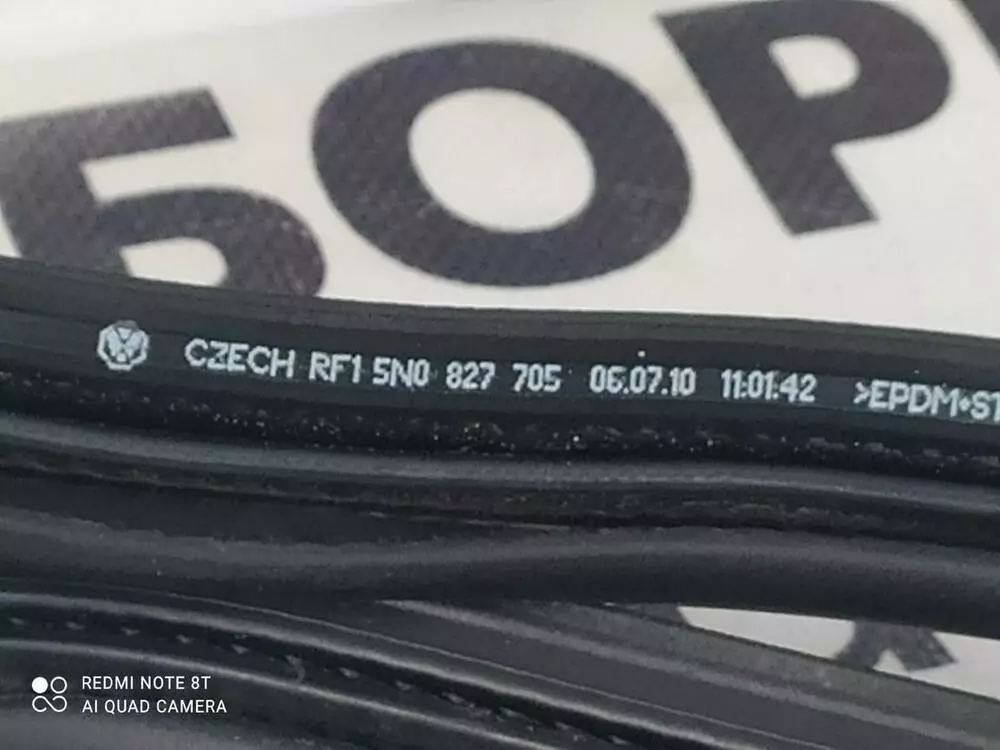 БОР
CZECH RF1 5N0 827 705 06.07.10 11:01:42 >EPDM+ST
REDMI NOTE 8T
AI QUAD CAMERA